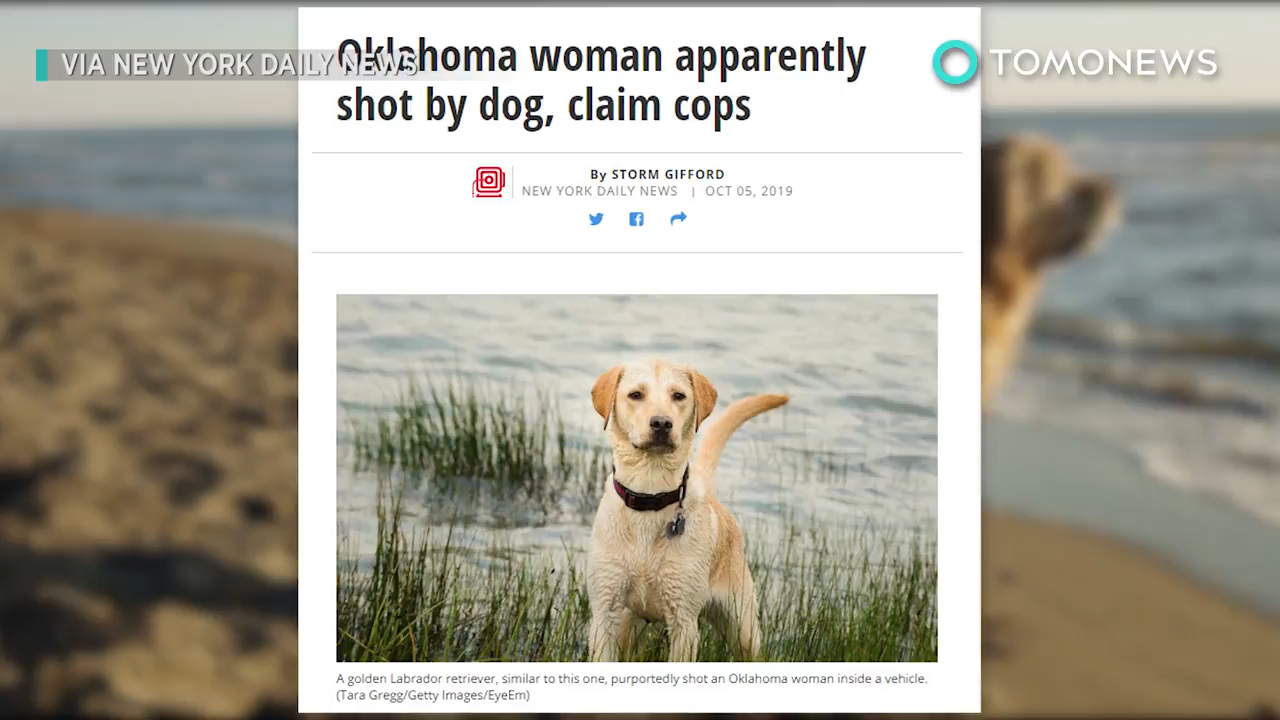 VIA NEW YORK DAILY NEWS
TOMONEWS
Oklahoma woman apparently
shot by dog, claim cops
By STORM GIFFORD
NEW YORK DAILY NEWS | OCT 05, 2019
A golden Labrador retriever, similar to this one, purportedly shot an Oklahoma woman inside a vehicle.
(Tara Gregg/Getty Images/EyeEm)